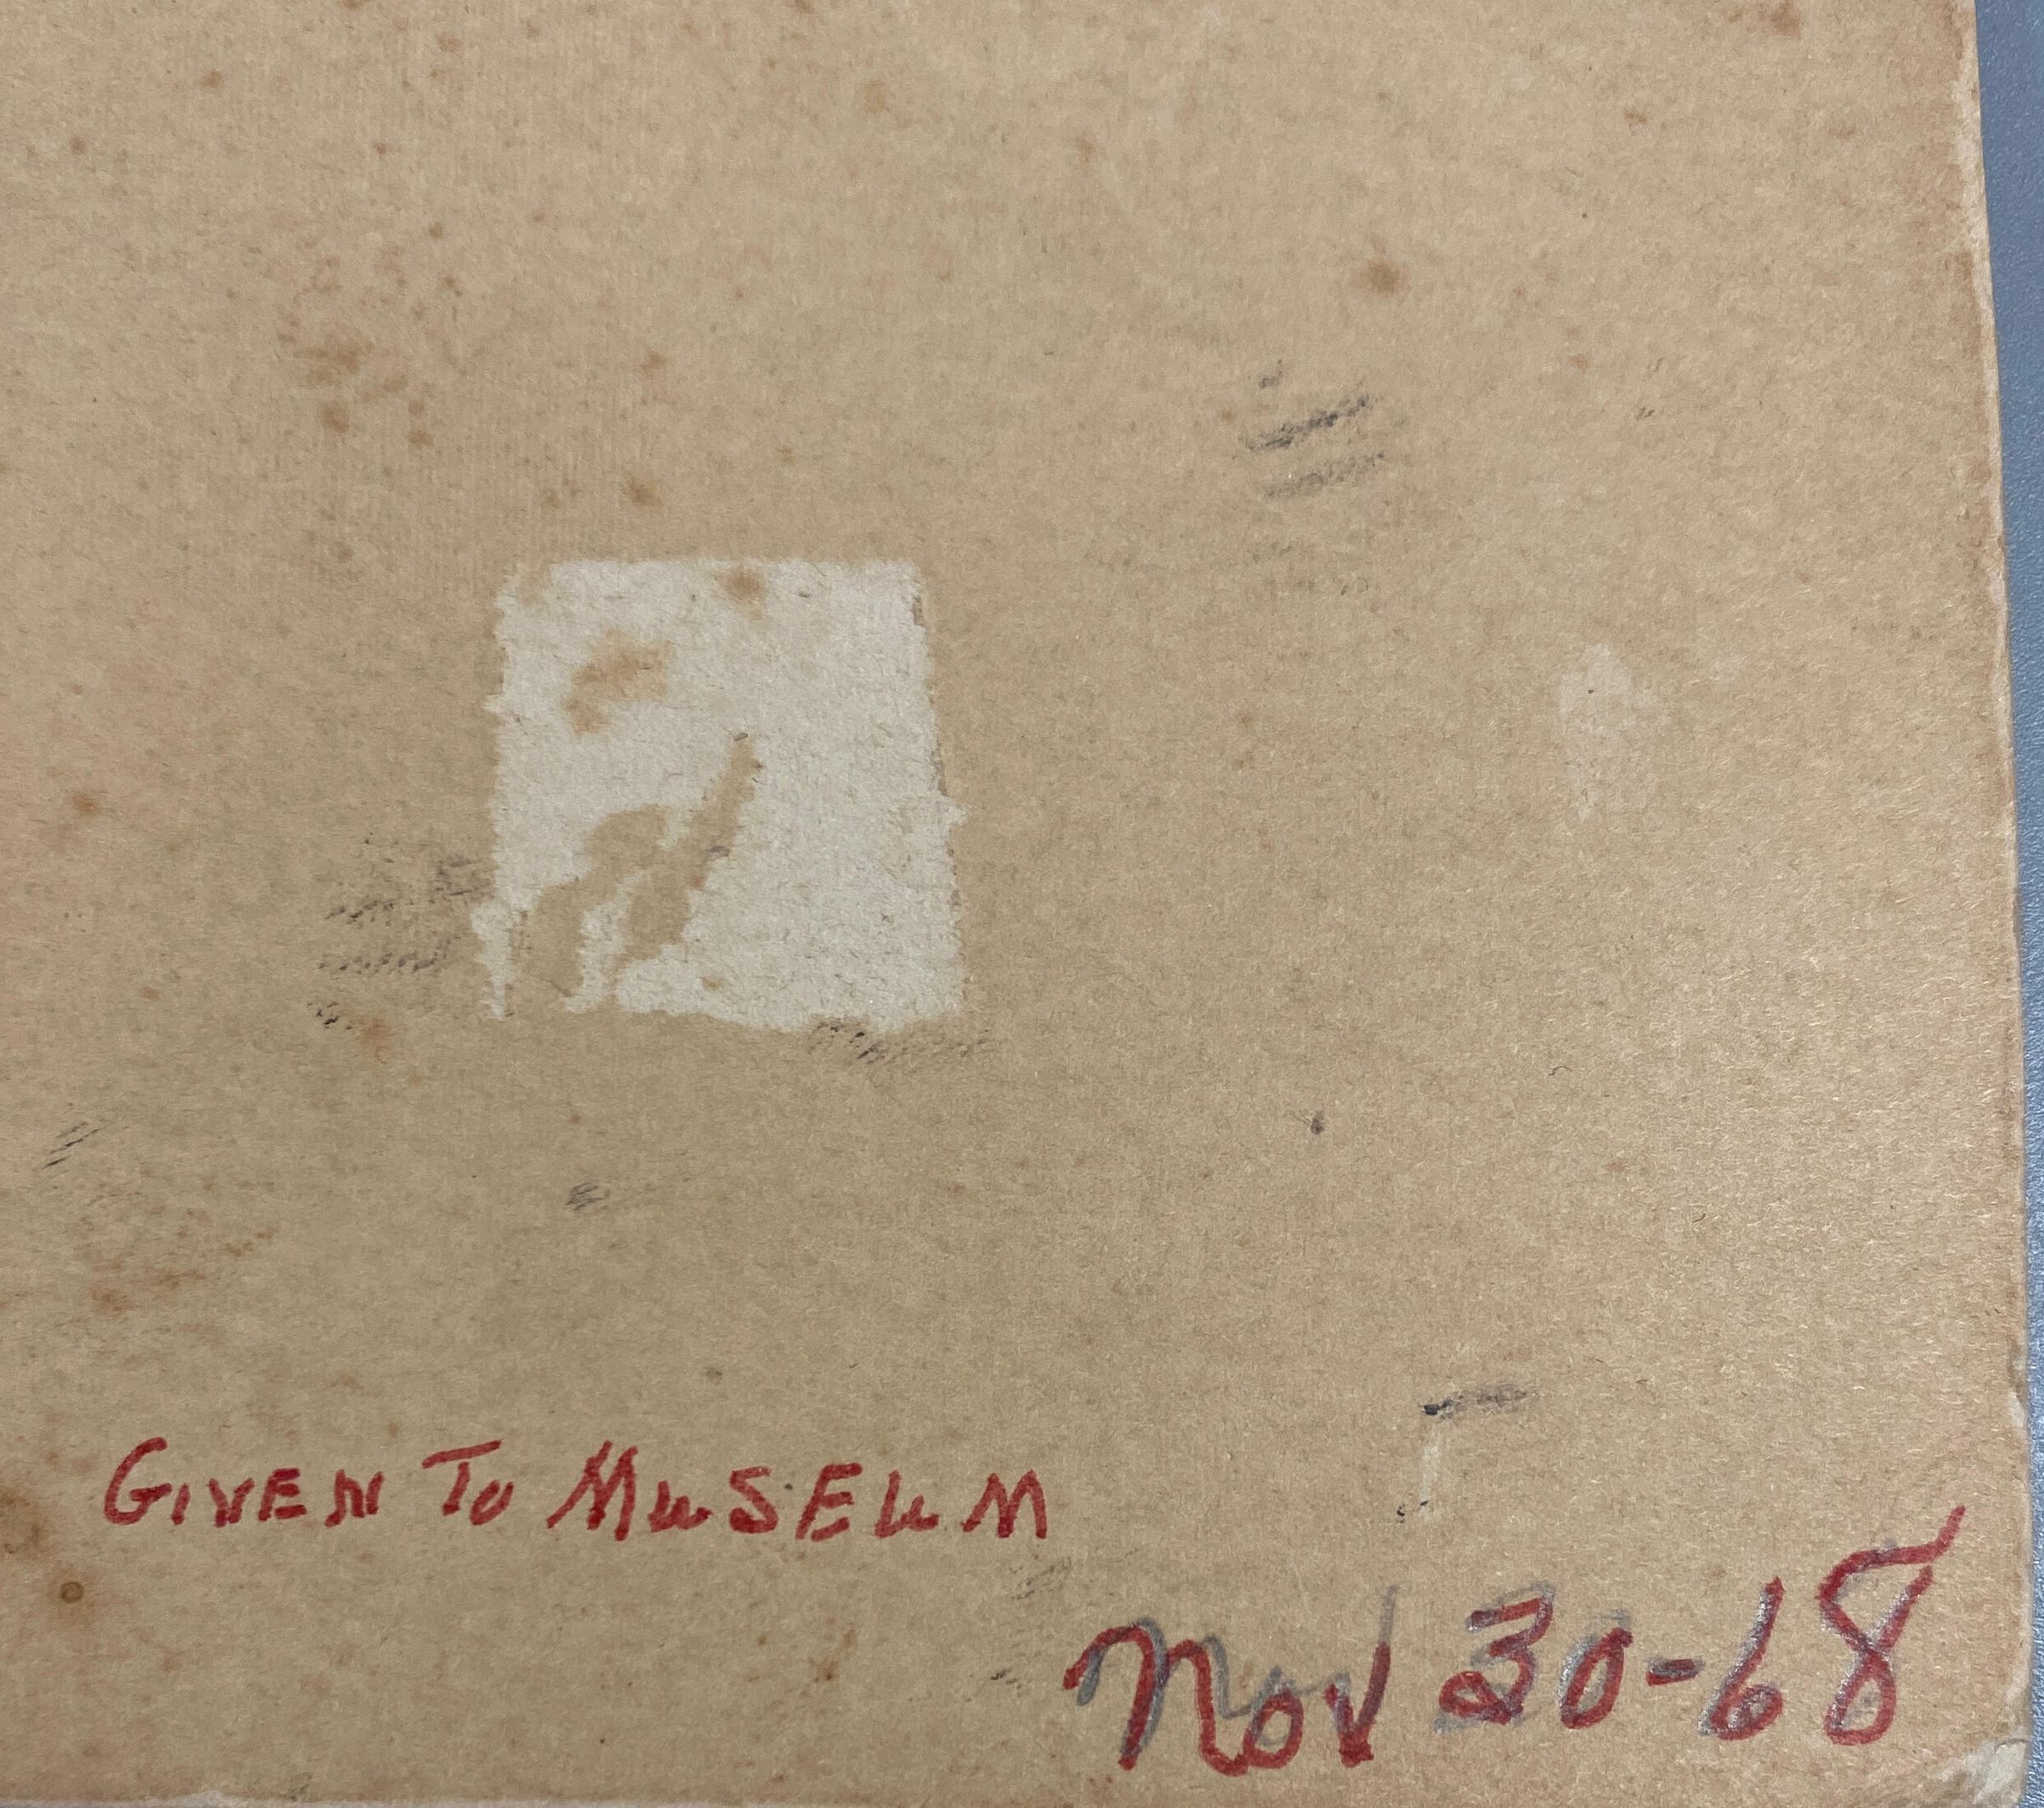 GIVEN TO MUSEUM
Nov 30-68